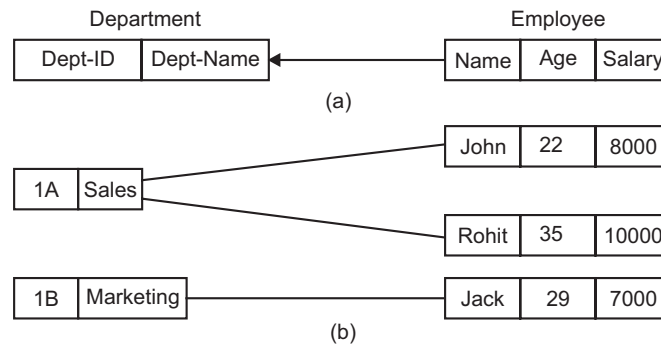 Department Employee
Dept-ID Dept-Name Name Age Salary
(a)
John 22 8000
1A Sales
Rohit 35 10000
1B Marketing Jack 29 7000
(b)